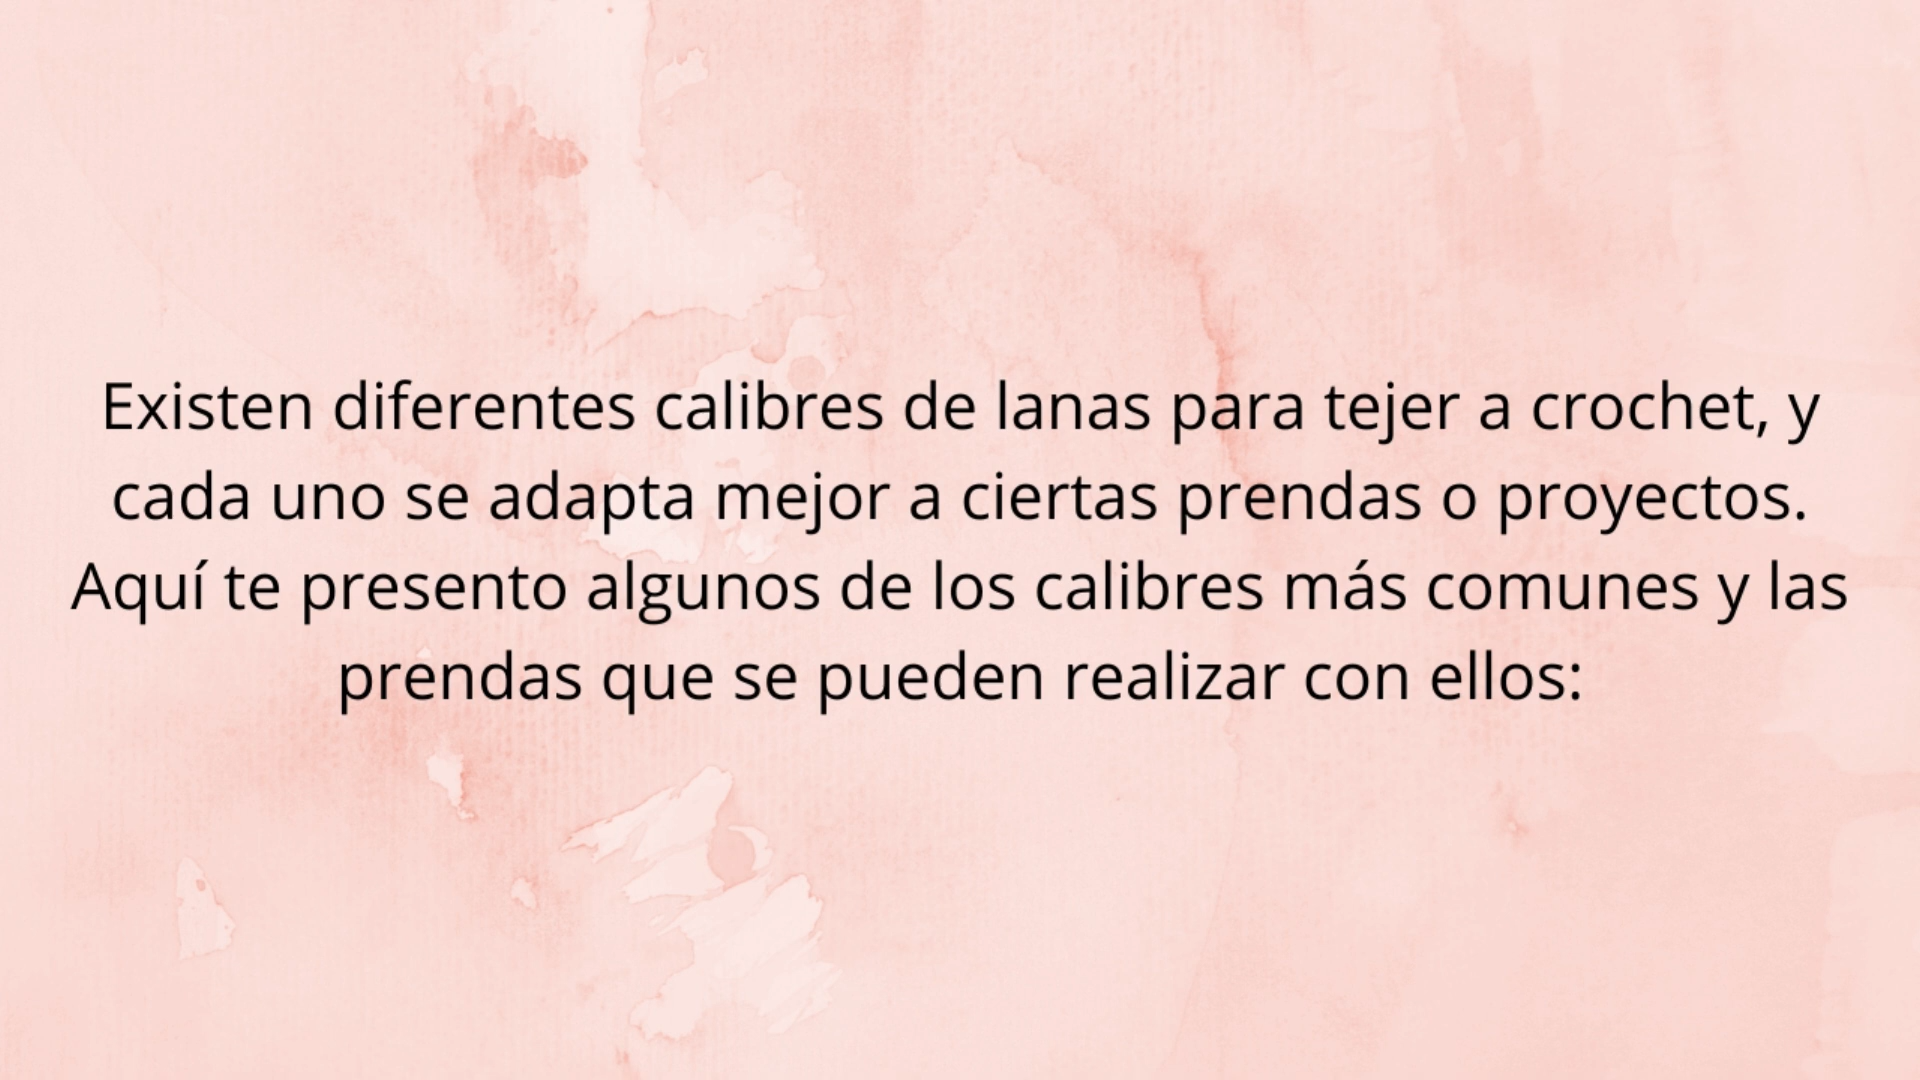 Existen diferentes calibres de lanas para tejer a crochet, y
cada uno se adapta mejor a ciertas prendas o proyectos.
Aquí te presento algunos de los calibres más comunes y las
prendas que se pueden realizar con ellos: